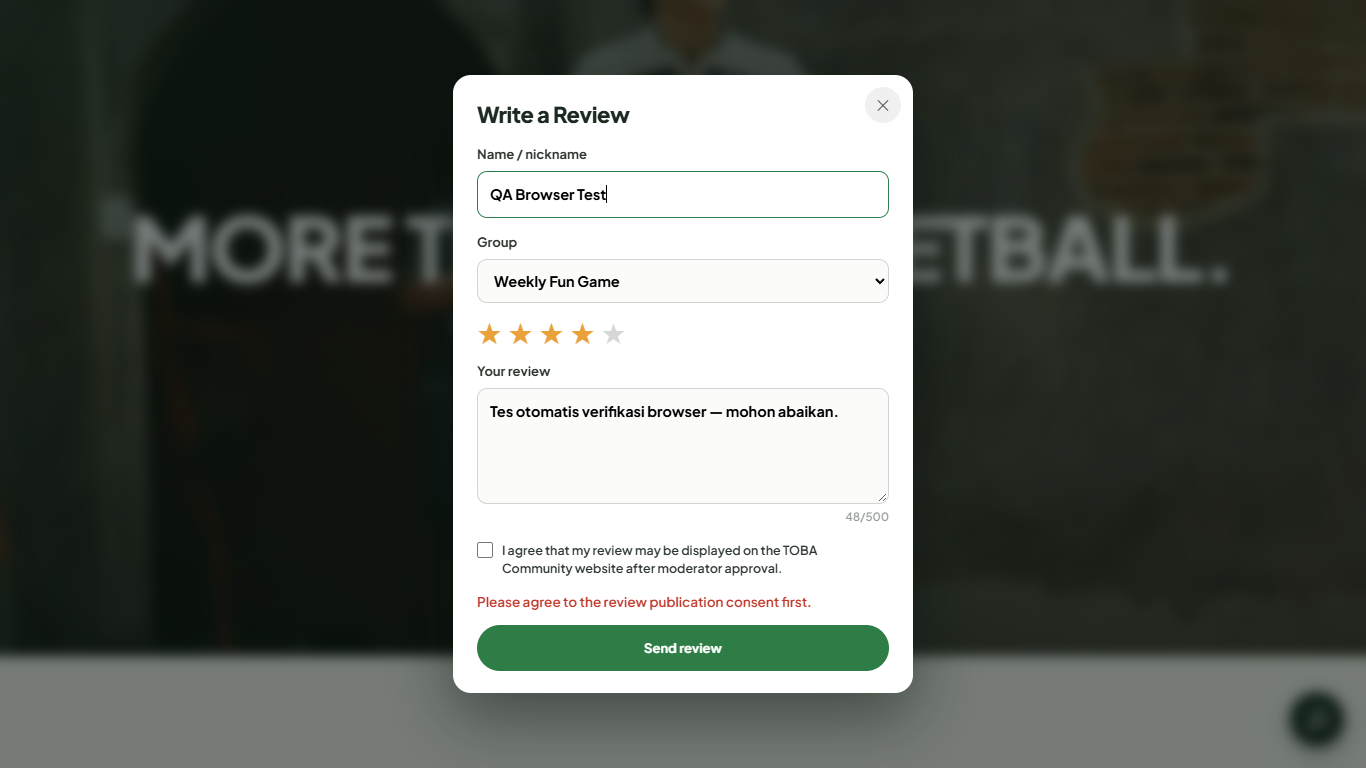 MORE T ETBALL.
Write a Review
Name / nickname
QA Browser Test
Group
Weekly Fun Game
Your review
Tes otomatis verifikasi browser — mohon abaikan.
48/500
I agree that my review may be displayed on the TOBA
Community website after moderator approval.
Please agree to the review publication consent first.
Send review